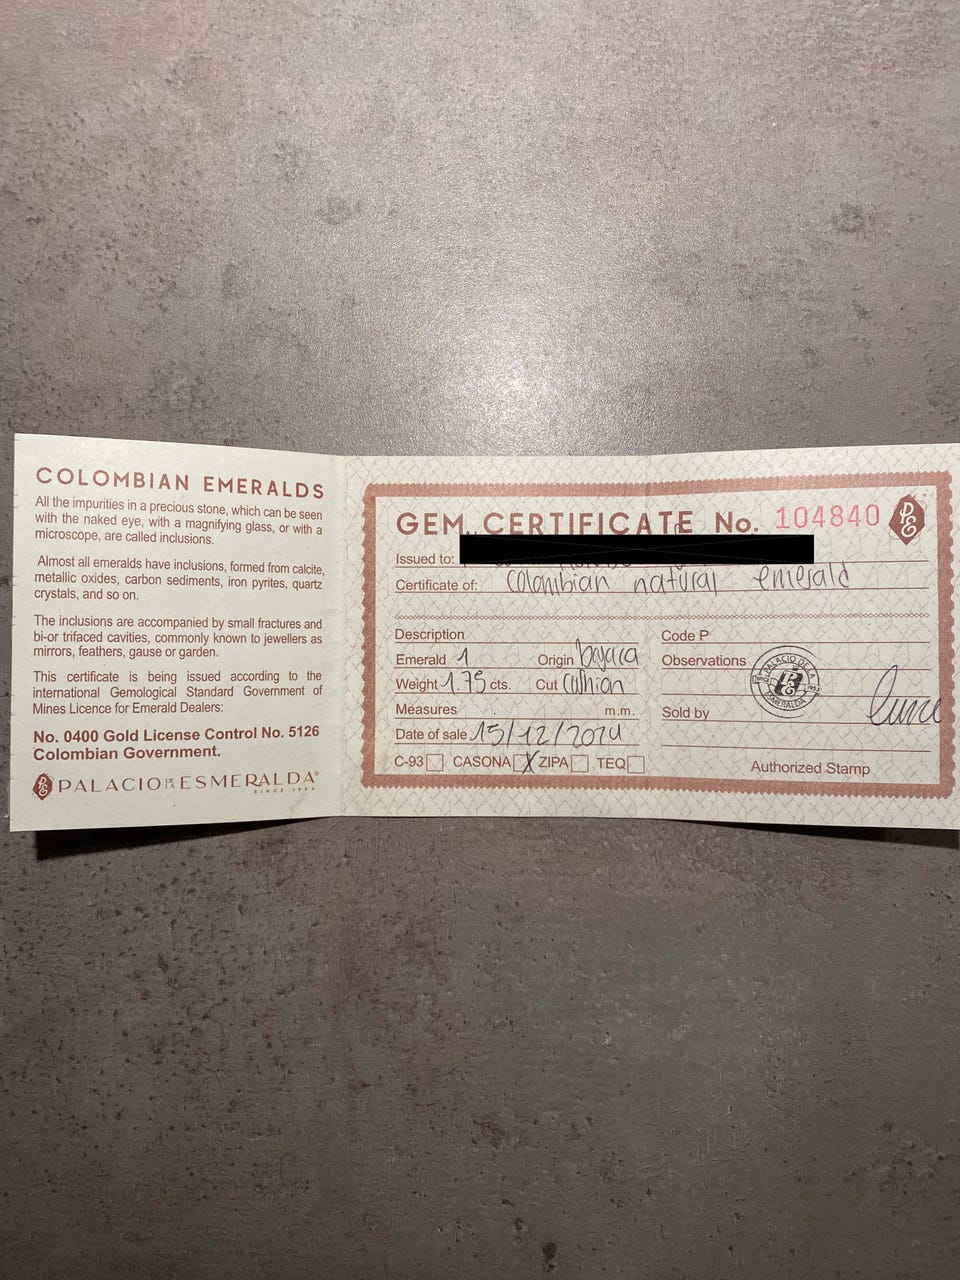 COLOMBIAN EMERALDS
All the impurities in a precious stone, which can be seen
with the naked eye, with a magnifying glass, or with a
microscope, are called inclusions.
Almost all emeralds have inclusions, formed from calcite,
metallic oxides, carbon sediments, iron pyrites, quartz
crystals, and so on.
The inclusions are accompanied by small fractures and
bi-or trifaced cavities, commonly known to jewellers as
mirrors, feathers, gause or garden.
This certificate is being issued according to the
international Gemological Standard Government of
Mines Licence for Emerald Dealers:
No. 0400 Gold License Control No. 5126
Colombian Government.
PALACIO DE LA ESMERALDA
GEM CERTIFICATE No. 104840
Issued to:
Certificate of: colombian natural emerald
Description
Emerald 1 Origin
Weight 1.75 cts. Cut Cushion
Measures m.m.
Date of sale 15/12/2024
C-93 CASONA X ZIPA TEQ
Code P
Observations
PALACIO DE LA ESMERALDA
Sold by
Authorized Stamp